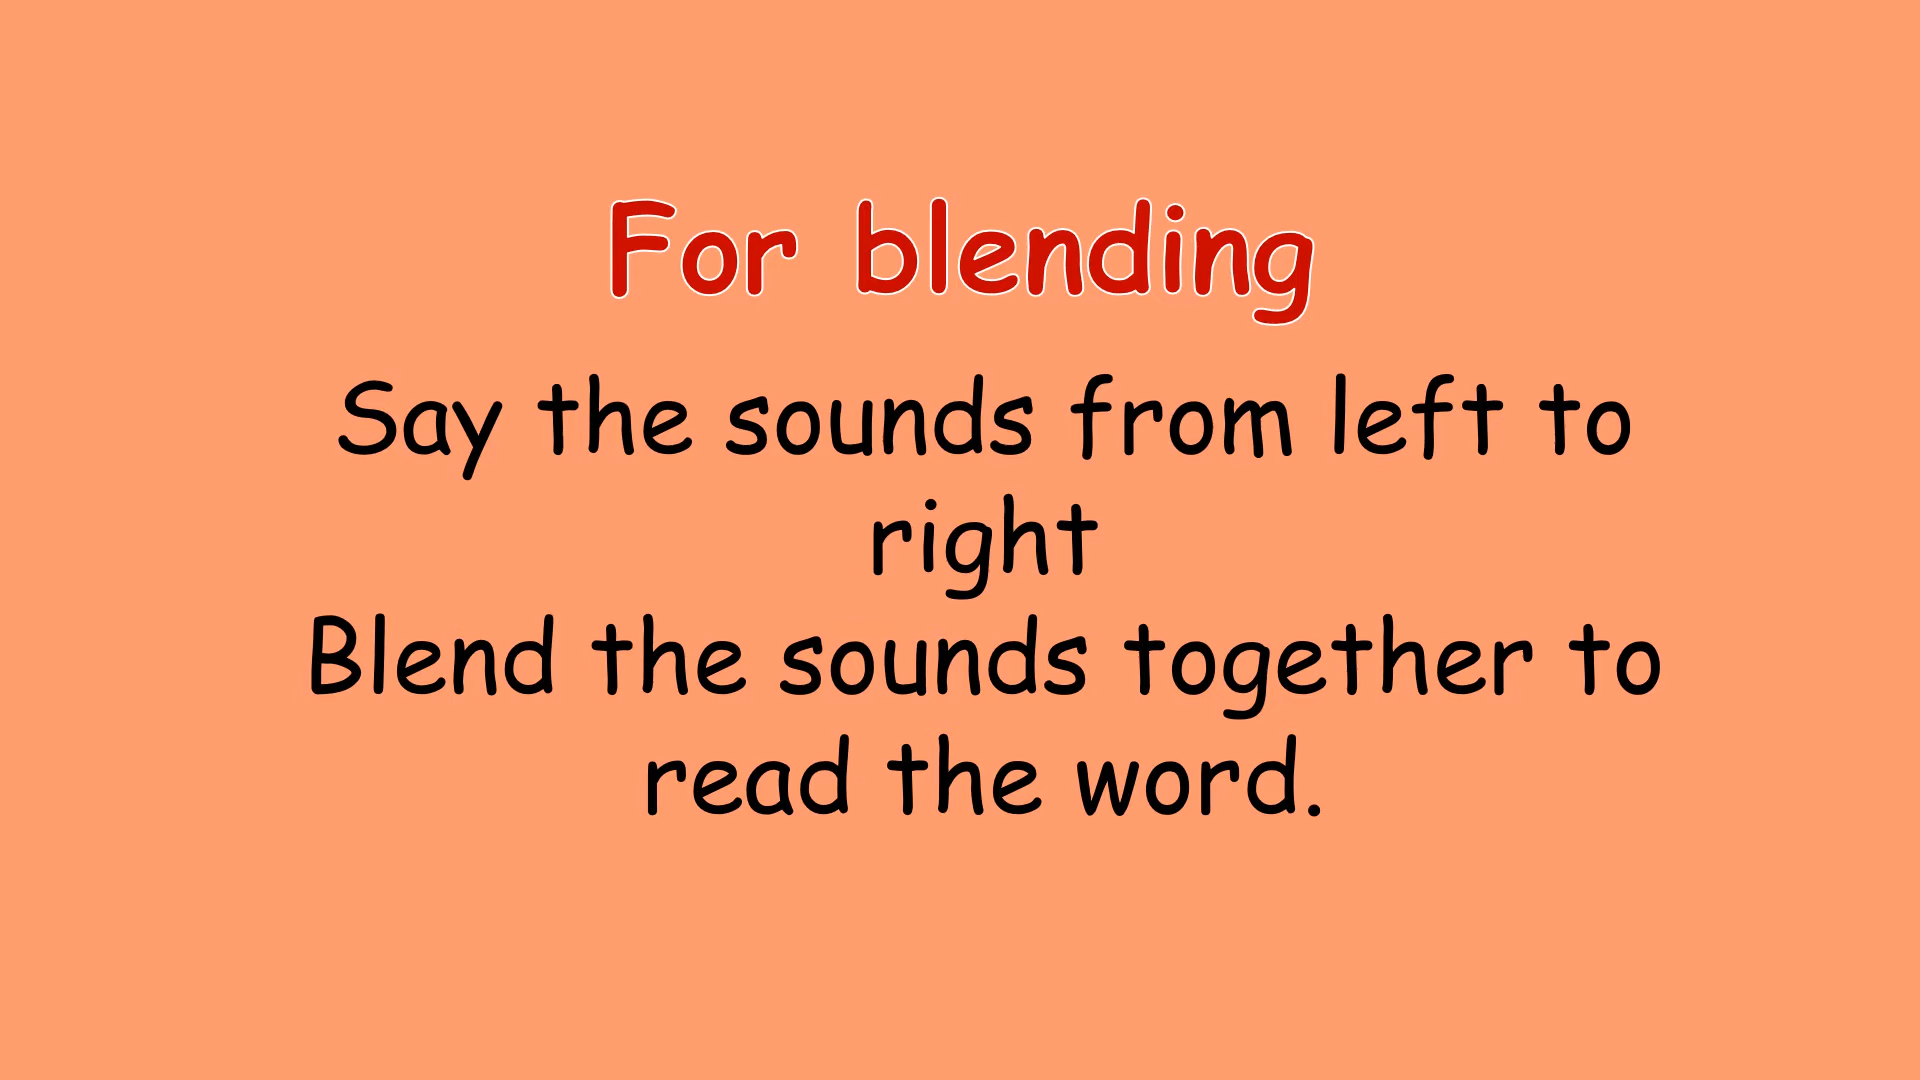 For blending
Say the sounds from left to
right
Blend the sounds together to
read the word.